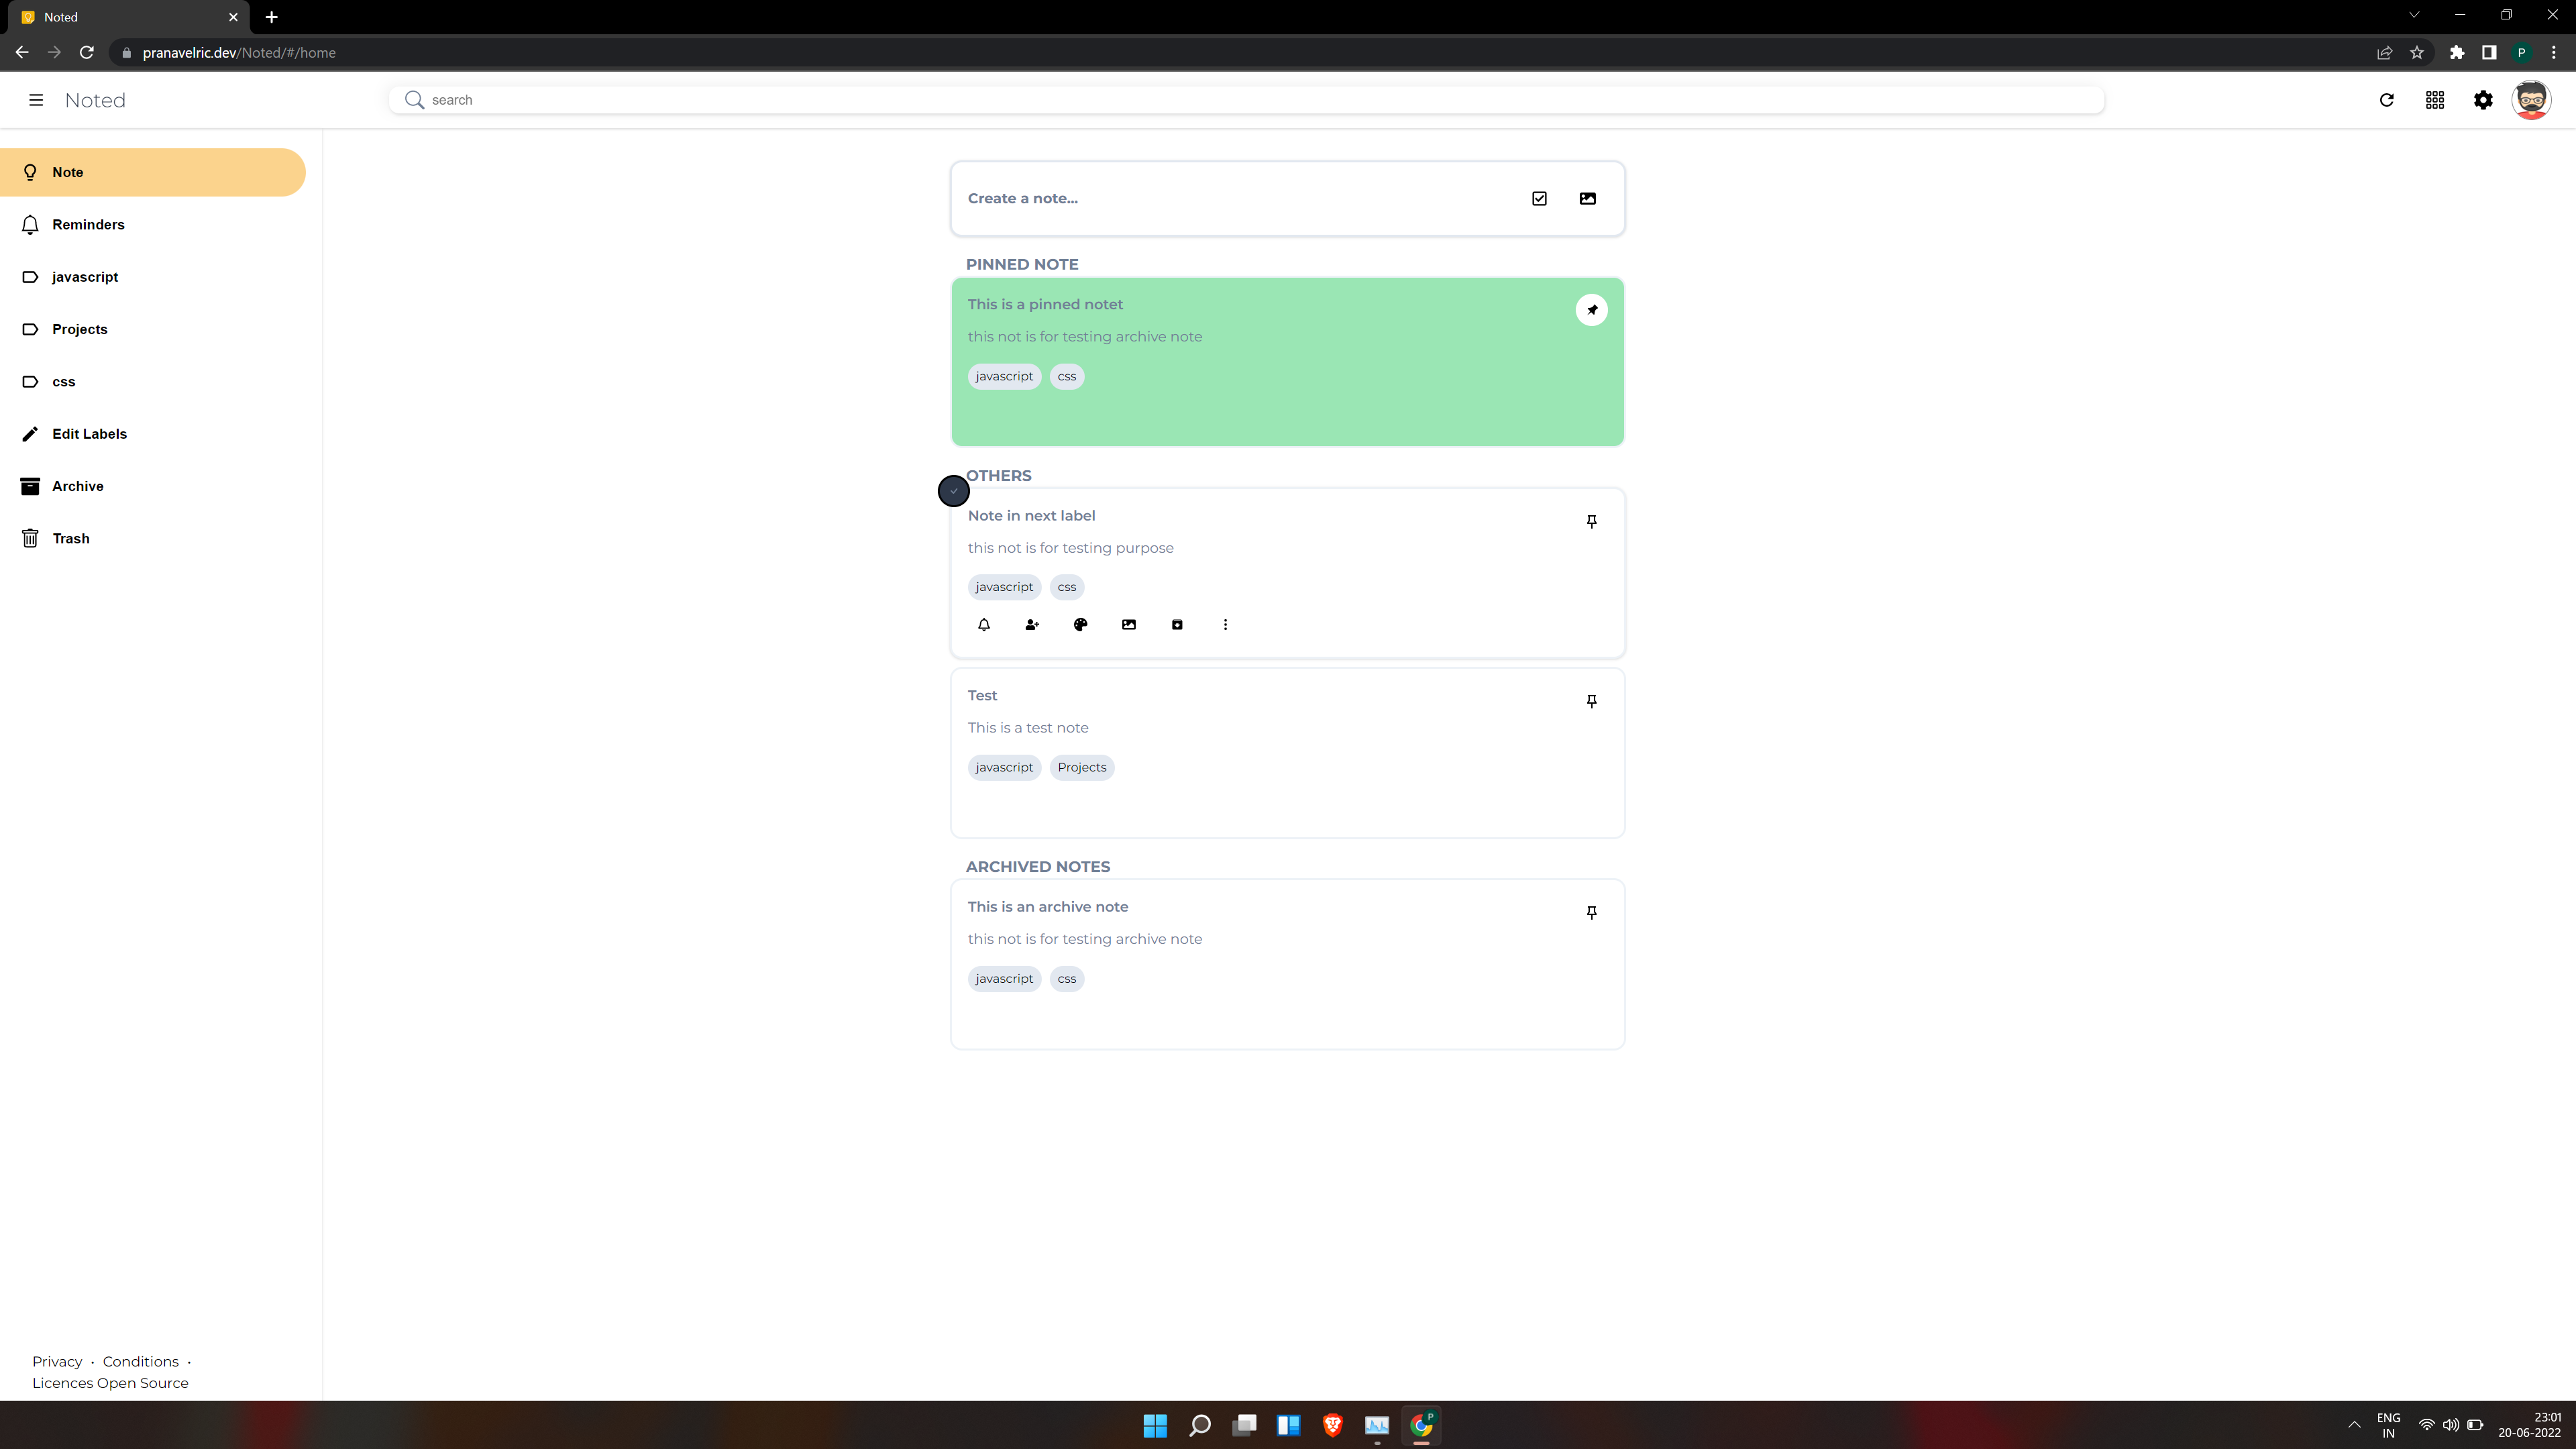 Noted
pranavelric.dev/Noted/#/home
P
Noted
search
Note
Reminders
javascript
Projects
css
Edit Labels
Archive
Trash
Create a note...
PINNED NOTE
This is a pinned notet
this not is for testing archive note
javascript css
OTHERS
Note in next label
this not is for testing purpose
javascript css
Test
This is a test note
javascript Projects
ARCHIVED NOTES
This is an archive note
this not is for testing archive note
javascript css
Privacy · Conditions ·
Licences Open Source
P
ENG
IN
23:01
20-06-2022